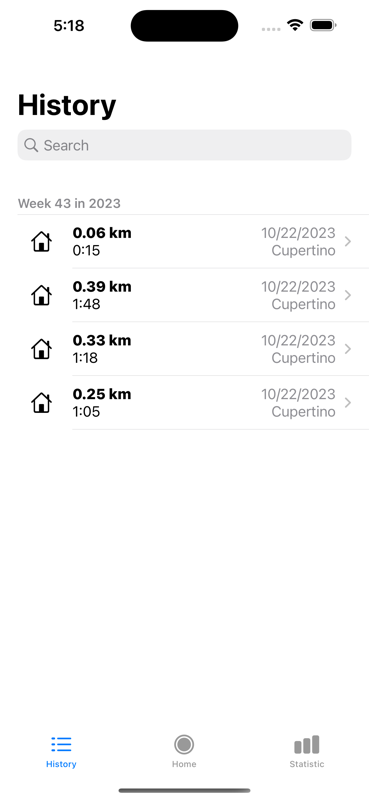 5:18
History
Search
Week 43 in 2023
0.06 km 10/22/2023
0:15 Cupertino
0.39 km 10/22/2023
1:48 Cupertino
0.33 km 10/22/2023
1:18 Cupertino
0.25 km 10/22/2023
1:05 Cupertino
History Home Statistic